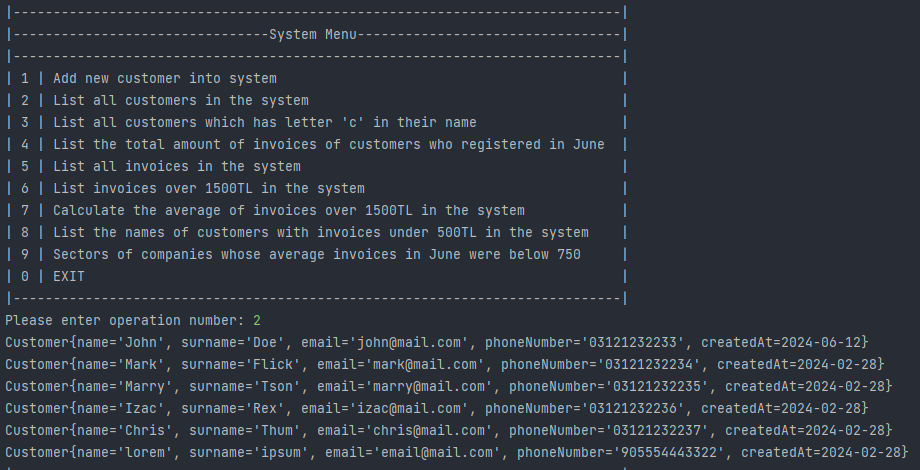 |----------------------------------------------------------------------------|
|--------------------------------System Menu---------------------------------|
|----------------------------------------------------------------------------|
| 1 | Add new customer into system                                           |
| 2 | List all customers in the system                                       |
| 3 | List all customers which has letter 'c' in their name                  |
| 4 | List the total amount of invoices of customers who registered in June  |
| 5 | List all invoices in the system                                        |
| 6 | List invoices over 1500TL in the system                                |
| 7 | Calculate the average of invoices over 1500TL in the system            |
| 8 | List the names of customers with invoices under 500TL in the system    |
| 9 | Sectors of companies whose average invoices in June were below 750     |
| 0 | EXIT                                                                   |
|----------------------------------------------------------------------------|
Please enter operation number: 2
Customer{name='John', surname='Doe', email='john@mail.com', phoneNumber='03121232233', createdAt=2024-06-12}
Customer{name='Mark', surname='Flick', email='mark@mail.com', phoneNumber='03121232234', createdAt=2024-02-28}
Customer{name='Marry', surname='Tson', email='marry@mail.com', phoneNumber='03121232235', createdAt=2024-02-28}
Customer{name='Izac', surname='Rex', email='izac@mail.com', phoneNumber='03121232236', createdAt=2024-02-28}
Customer{name='Chris', surname='Thum', email='chris@mail.com', phoneNumber='03121232237', createdAt=2024-02-28}
Customer{name='lorem', surname='ipsum', email='email@mail.com', phoneNumber='905554443322', createdAt=2024-02-28}